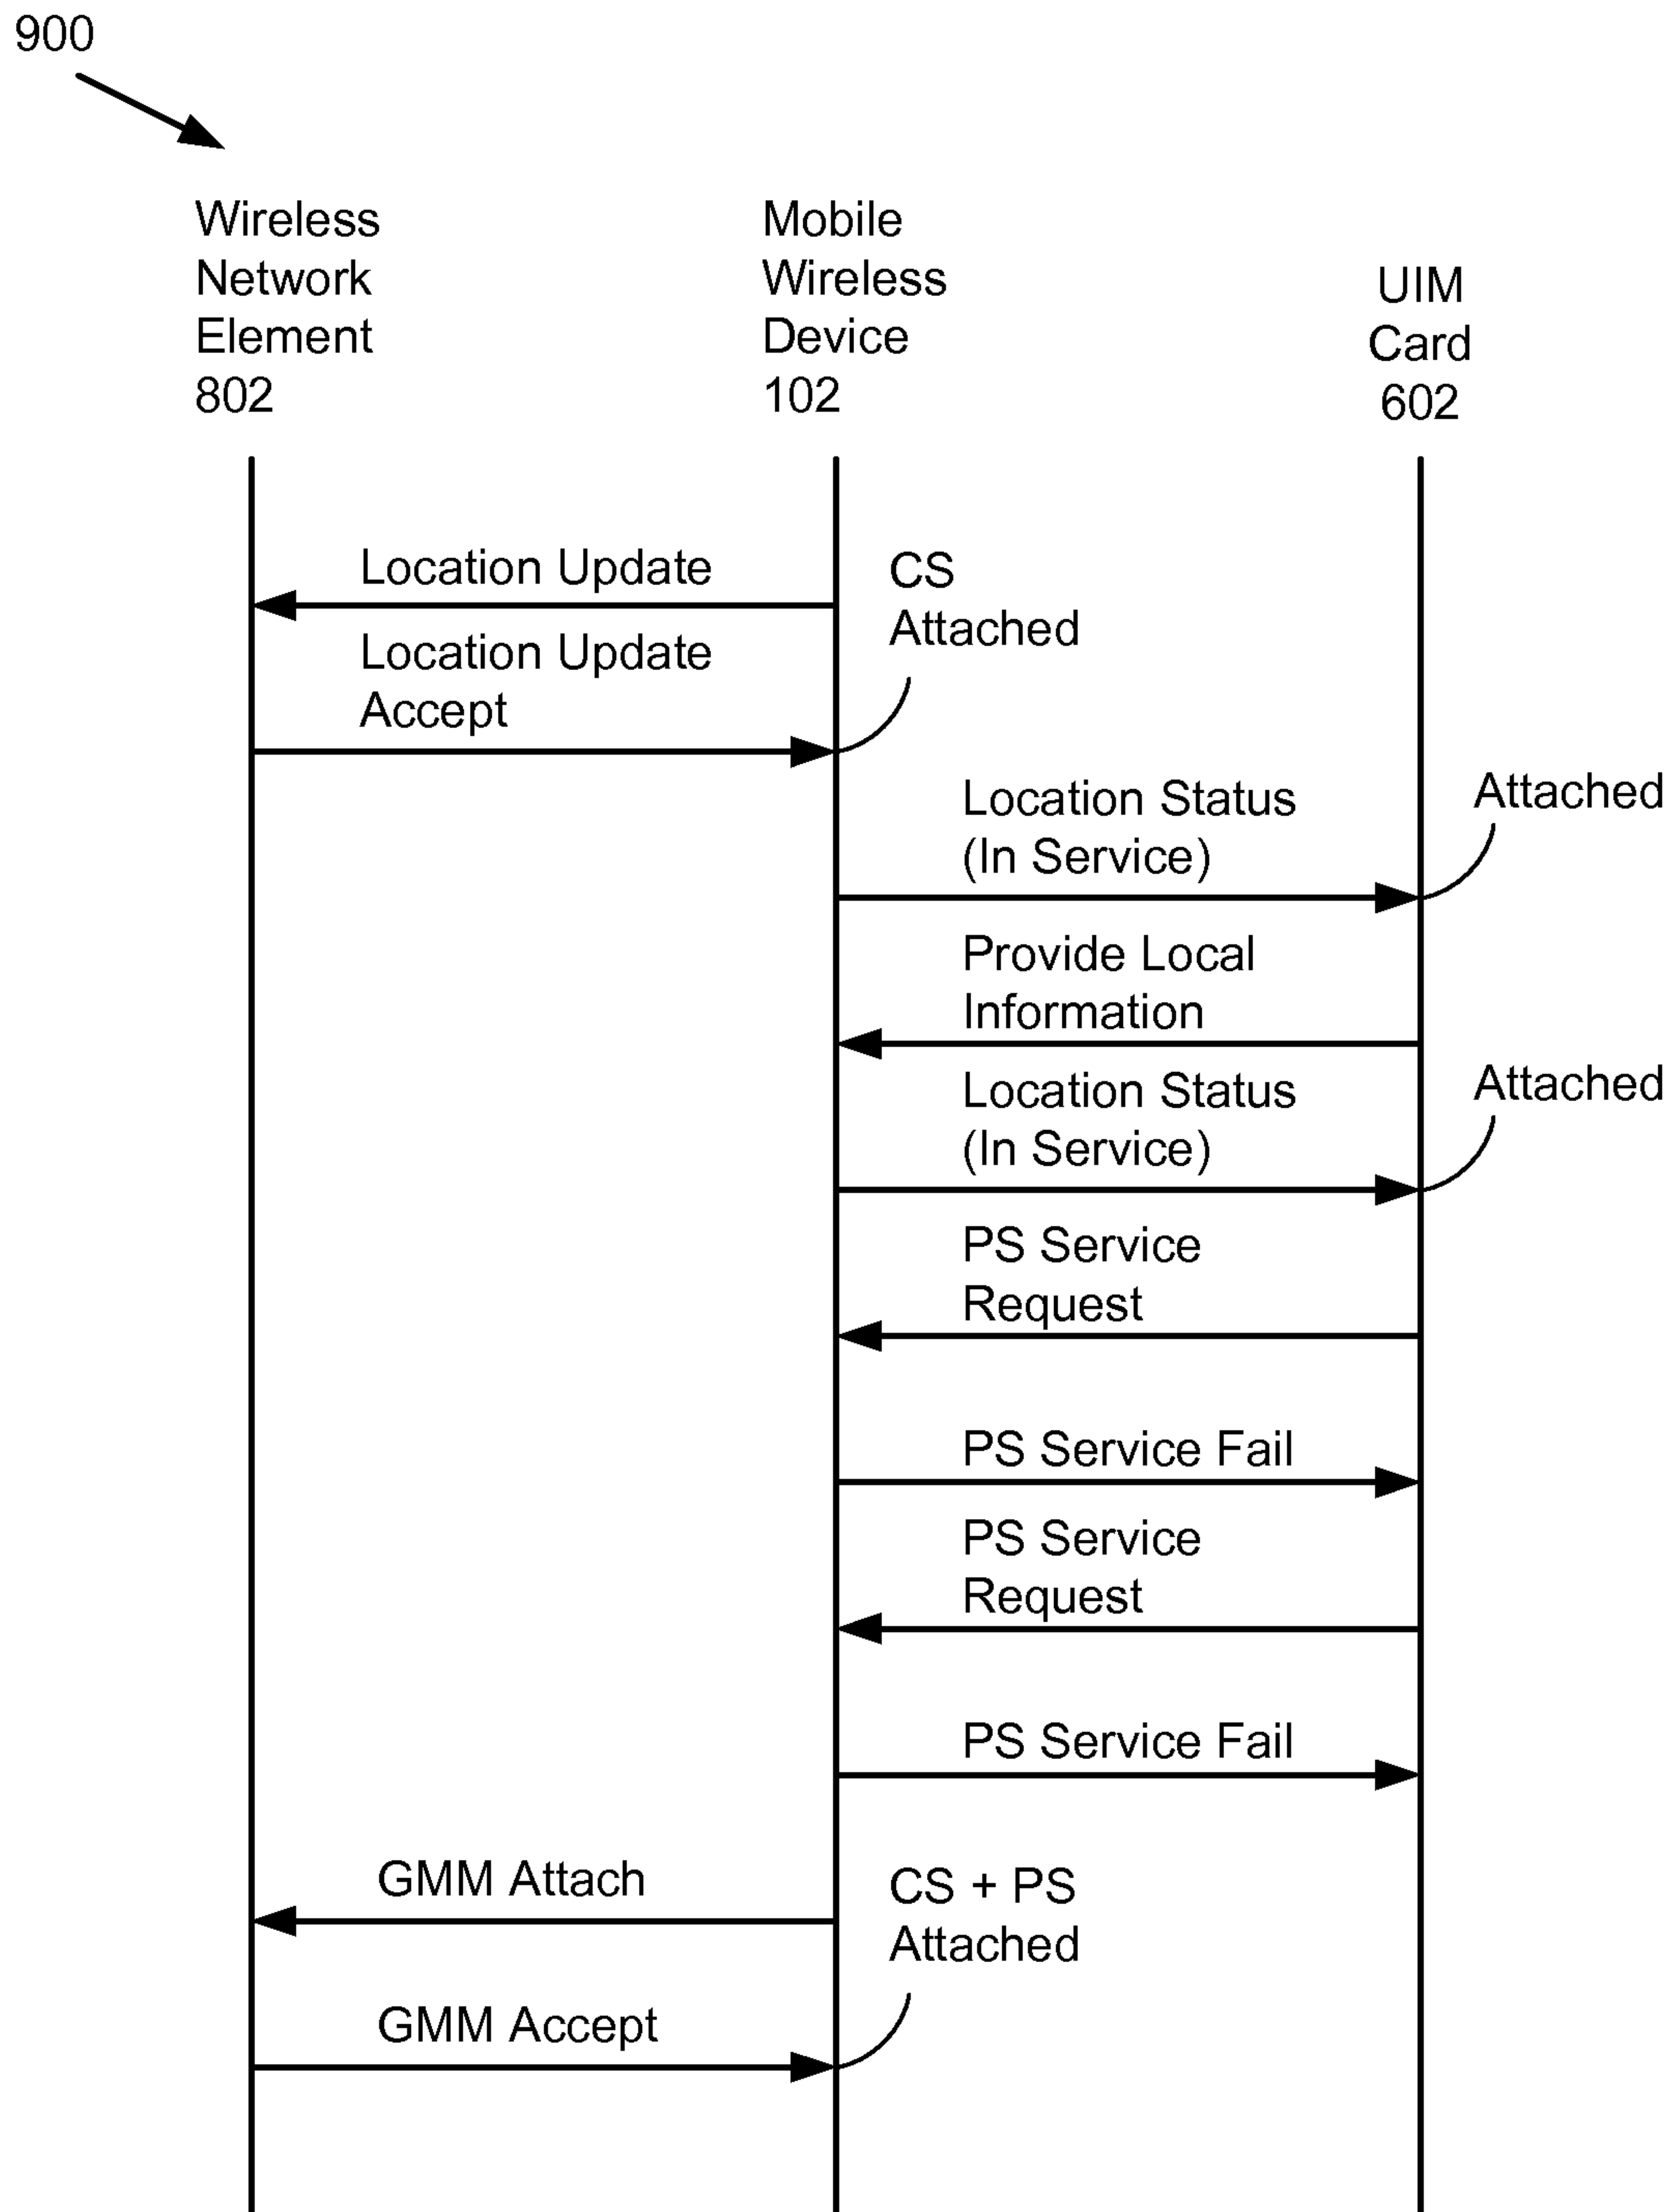 900
Wireless
Network
Element
802
Mobile
Wireless
Device
102
UIM
Card
602
Location Update
CS
Attached
Location Update
Accept
Location Status
(In Service)
Attached
Provide Local
Information
Location Status
(In Service)
Attached
PS Service
Request
PS Service Fail
PS Service
Request
PS Service Fail
GMM Attach
CS + PS
Attached
GMM Accept